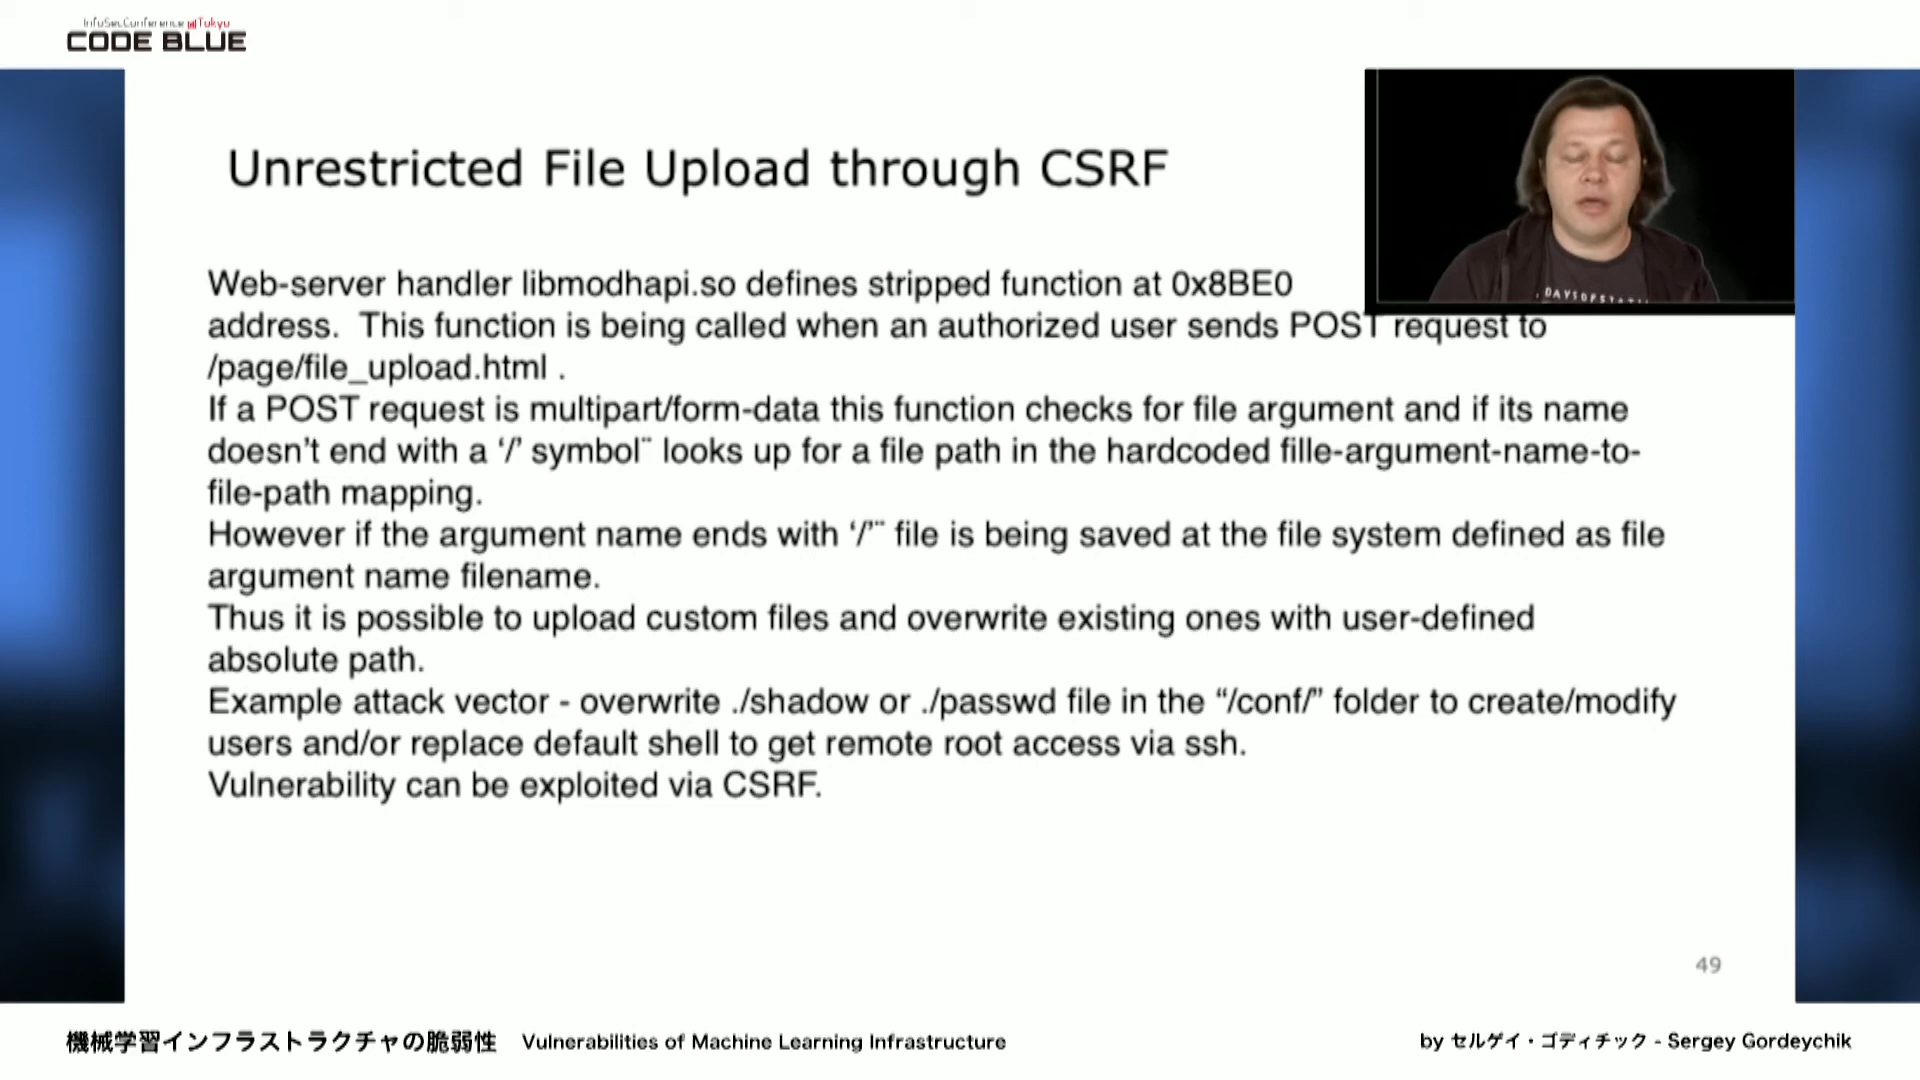 InfoSecConference @Tokyo
CODE BLUE
Unrestricted File Upload through CSRF
Web-server handler libmodhapi.so defines stripped function at 0x8BE0
address.  This function is being called when an authorized user sends POST request to
/page/file_upload.html .
If a POST request is multipart/form-data this function checks for file argument and if its name
doesn’t end with a ‘/’ symbol¨ looks up for a file path in the hardcoded fille-argument-name-to-
file-path mapping.
However if the argument name ends with ‘/’¨ file is being saved at the file system defined as file
argument name filename.
Thus it is possible to upload custom files and overwrite existing ones with user-defined
absolute path.
Example attack vector - overwrite ./shadow or ./passwd file in the “/conf/” folder to create/modify
users and/or replace default shell to get remote root access via ssh.
Vulnerability can be exploited via CSRF.
49
機械学習インフラストラクチャの脆弱性 Vulnerabilities of Machine Learning Infrastructure
by セルゲイ・ゴディチック - Sergey Gordeychik